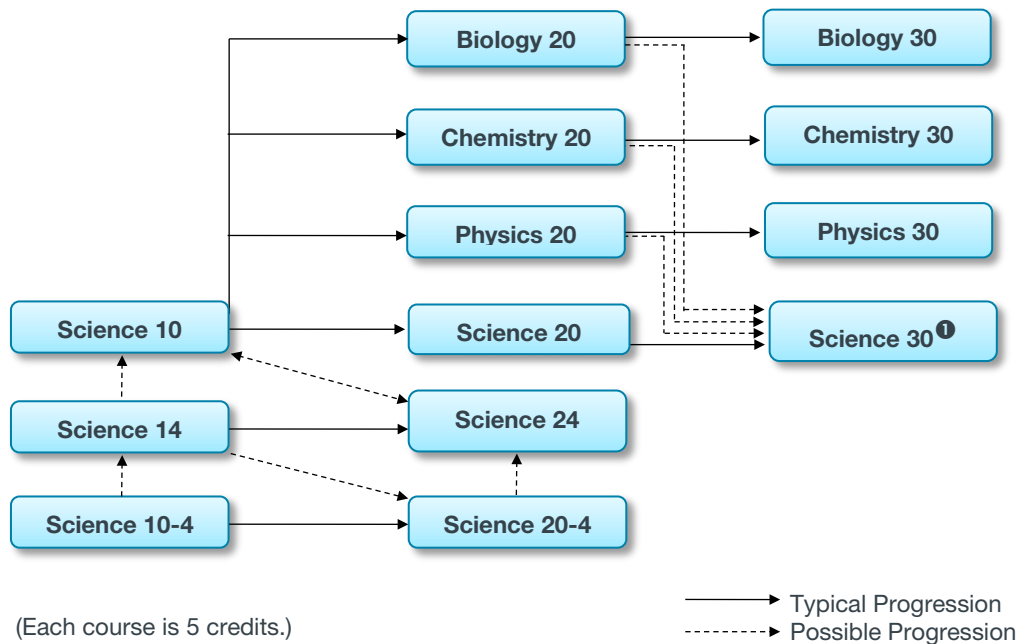 Biology 20
Biology 30
Chemistry 20
Chemistry 30
Physics 20
Physics 30
Science 10
Science 20
Science 30❶
Science 14
Science 24
Science 10-4
Science 20-4
(Each course is 5 credits.)
Typical Progression
Possible Progression